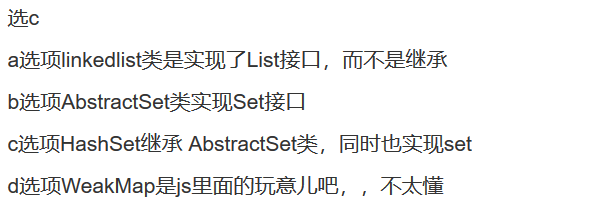 选c
a选项linkedlist类是实现了List接口，而不是继承
b选项AbstractSet类实现Set接口
c选项HashSet继承 AbstractSet类，同时也实现set
d选项WeakMap是js里面的玩意儿吧，，不太懂